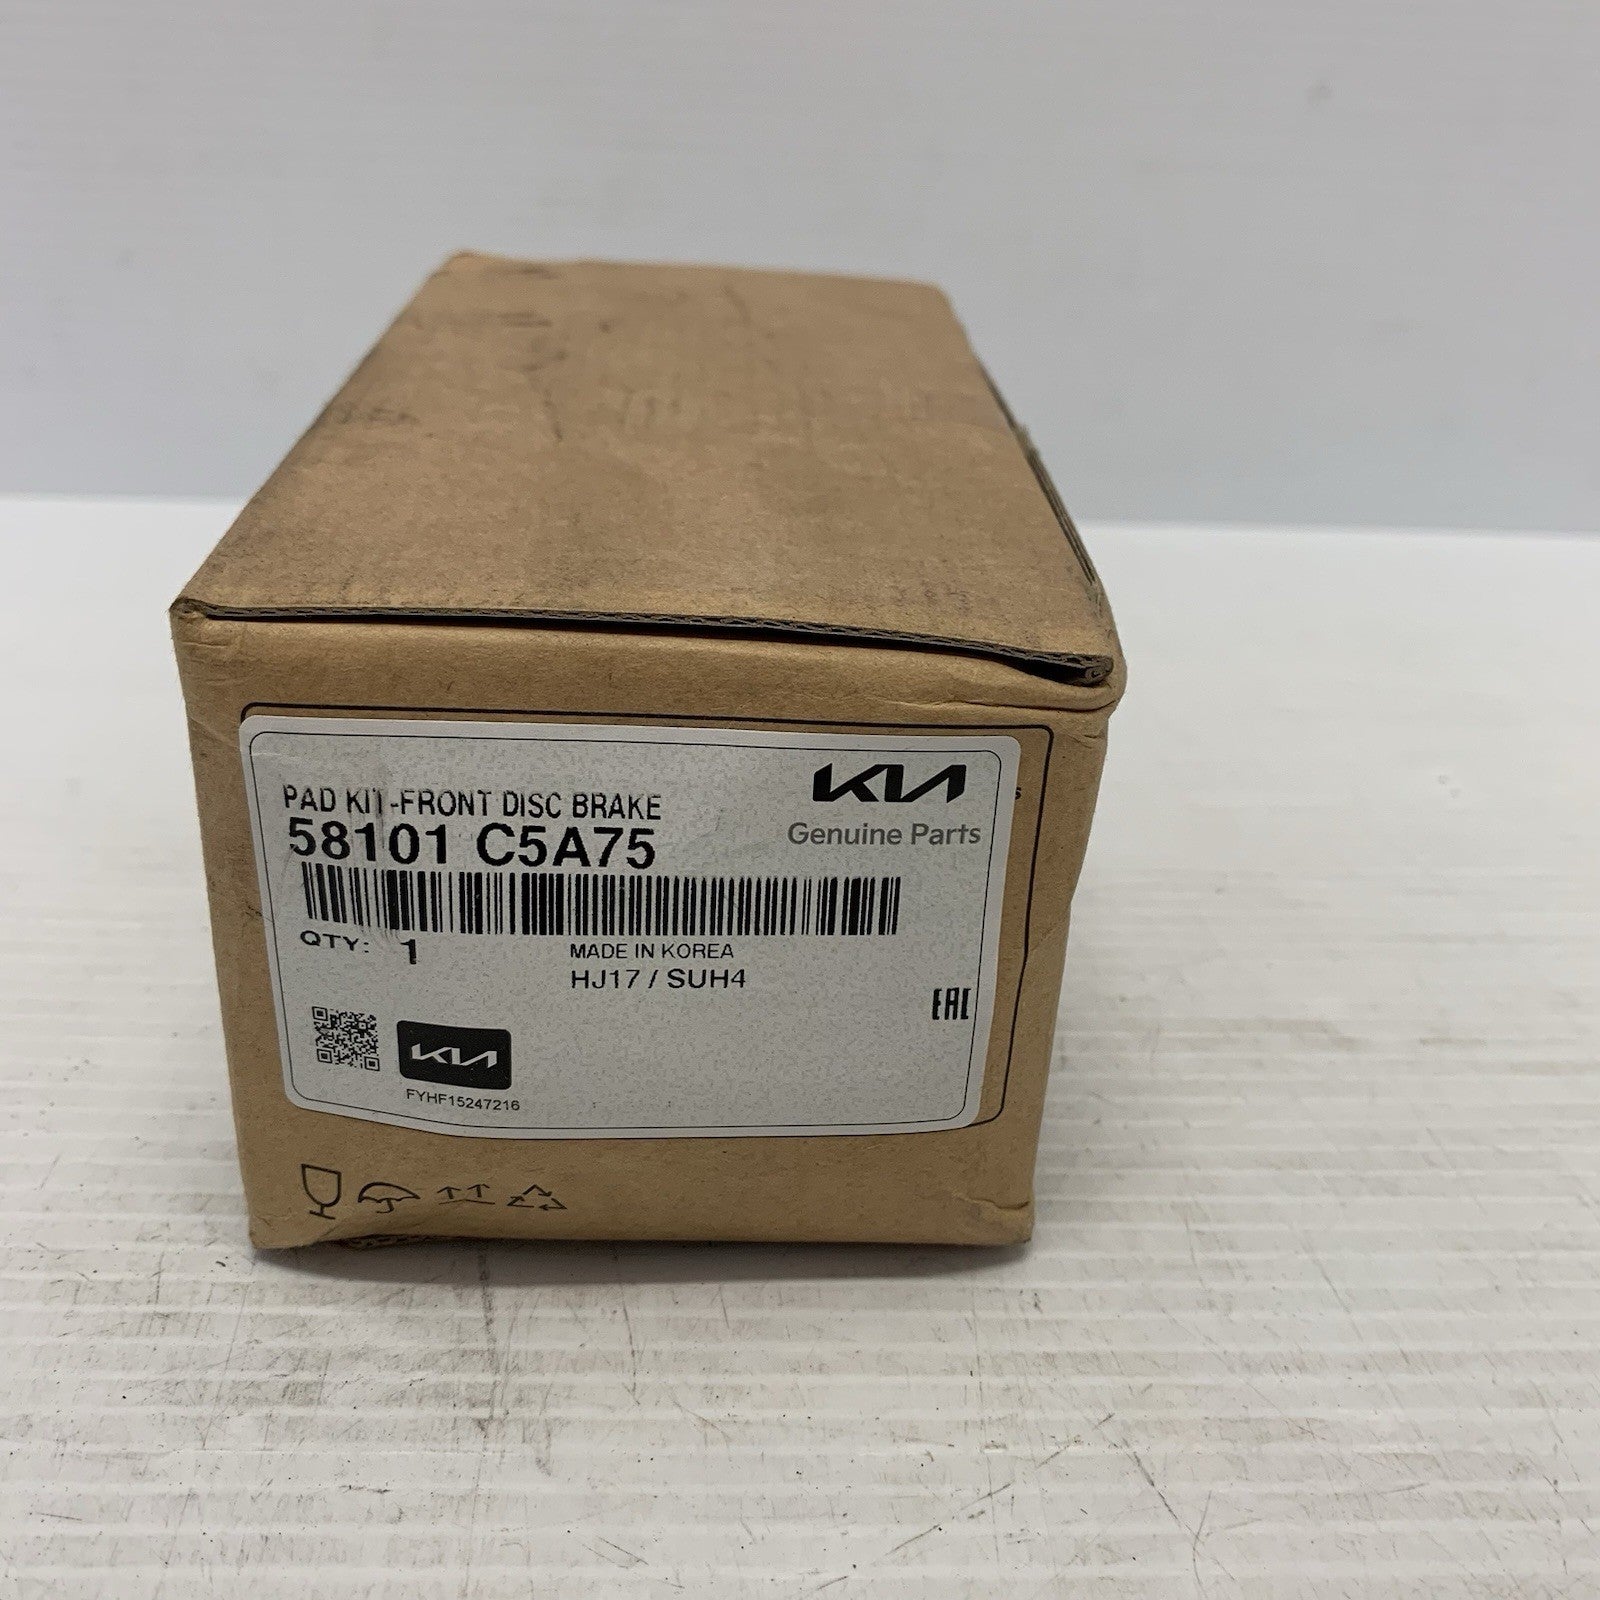 KIA
Genuine Parts
PAD KIT-FRONT DISC BRAKE
58101 C5A75
QTY: 1
MADE IN KOREA
HJ17 / SUH4
EAC
KIA
FYHF15247216